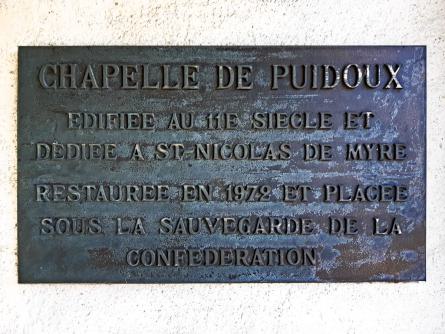 CHAPELLE DE PUIDOUX
EDIFIEE AU 11E SIECLE ET
DEDIEE A ST-NICOLAS DE MYRE
RESTAUREE EN 1972 ET PLACEE
SOUS LA SAUVEGARDE DE LA
CONFEDERATION